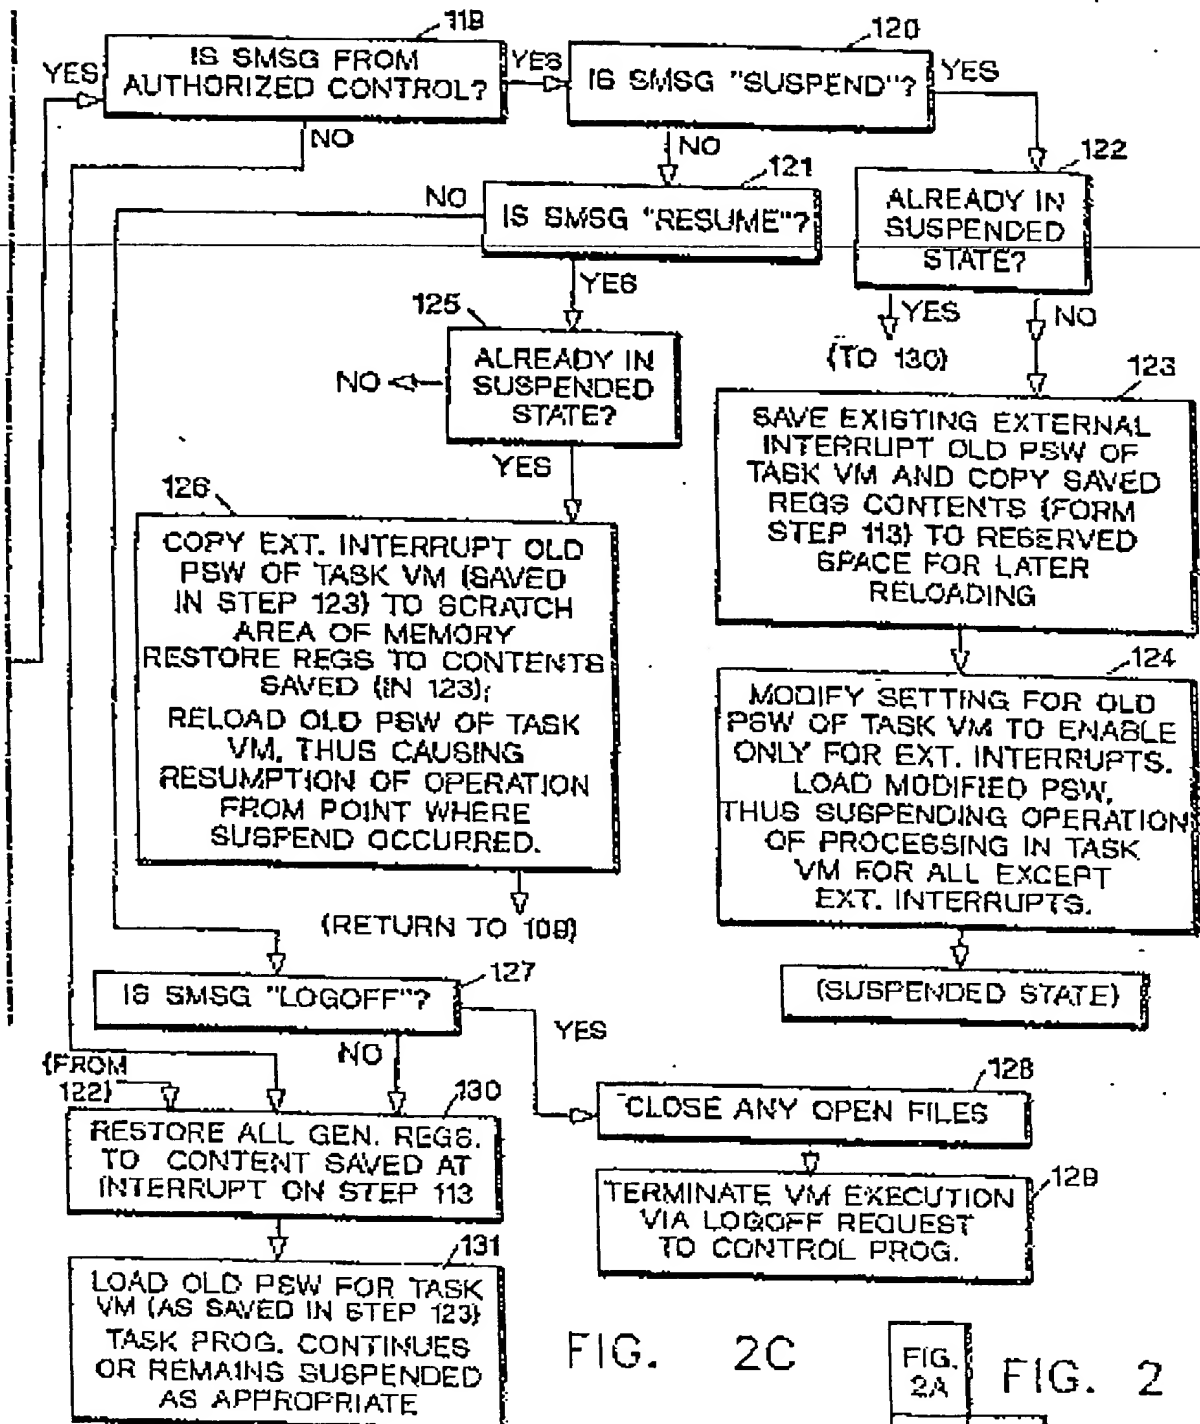 119
IS SMSG FROM
AUTHORIZED CONTROL?
YES
YES
NO
120
IS SMSG "SUSPEND"?
YES
NO
121
IS SMSG "RESUME"?
NO
YES
122
ALREADY IN
SUSPENDED
STATE?
YES
NO
(TO 130)
125
ALREADY IN
SUSPENDED
STATE?
NO
YES
123
SAVE EXISTING EXTERNAL
INTERRUPT OLD PSW OF
TASK VM AND COPY SAVED
REGS CONTENTS (FORM
STEP 113) TO RESERVED
SPACE FOR LATER
RELOADING
126
COPY EXT. INTERRUPT OLD
PSW OF TASK VM (SAVED
IN STEP 123) TO SCRATCH
AREA OF MEMORY
RESTORE REGS TO CONTENTS
SAVED (IN 123);
RELOAD OLD PSW OF TASK
VM, THUS CAUSING
RESUMPTION OF OPERATION
FROM POINT WHERE
SUSPEND OCCURRED.
(RETURN TO 109)
124
MODIFY SETTING FOR OLD
PSW OF TASK VM TO ENABLE
ONLY FOR EXT. INTERRUPTS.
LOAD MODIFIED PSW,
THUS SUSPENDING OPERATION
OF PROCESSING IN TASK
VM FOR ALL EXCEPT
EXT. INTERRUPTS.
(SUSPENDED STATE)
127
IS SMSG "LOGOFF"?
YES
NO
(FROM
122)
130
RESTORE ALL GEN. REGS.
TO CONTENT SAVED AT
INTERRUPT ON STEP 113
128
CLOSE ANY OPEN FILES
129
TERMINATE VM EXECUTION
VIA LOGOFF REQUEST
TO CONTROL PROG.
131
LOAD OLD PSW FOR TASK
VM (AS SAVED IN STEP 123)
TASK PROG. CONTINUES
OR REMAINS SUSPENDED
AS APPROPRIATE
FIG. 2C
FIG.
2A
FIG. 2